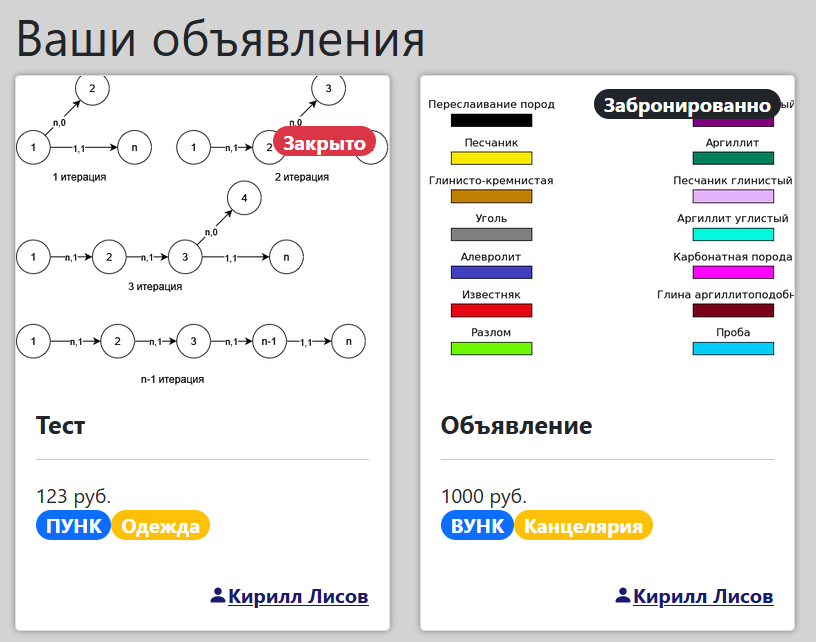 Ваши объявления
2
3
n,0
n,0
1
1,1
n
1
n,1
2
Закрыто
1 итерация
2 итерация
4
n,0
1
n,1
2
n,1
3
1,1
n
3 итерация
1
n,1
2
n,1
3
n,1
n-1
1,1
n
n-1 итерация
Тест
123 руб.
ПУНК Одежда
Кирилл Лисов
Забронированно
Переслаивание пород
Песчаник
Аргиллит
Глинисто-кремнистая
Песчаник глинистый
Уголь
Аргиллит углистый
Алевролит
Карбонатная порода
Известняк
Глина аргиллитоподобн
Разлом
Проба
Объявление
1000 руб.
ВУНК Канцелярия
Кирилл Лисов